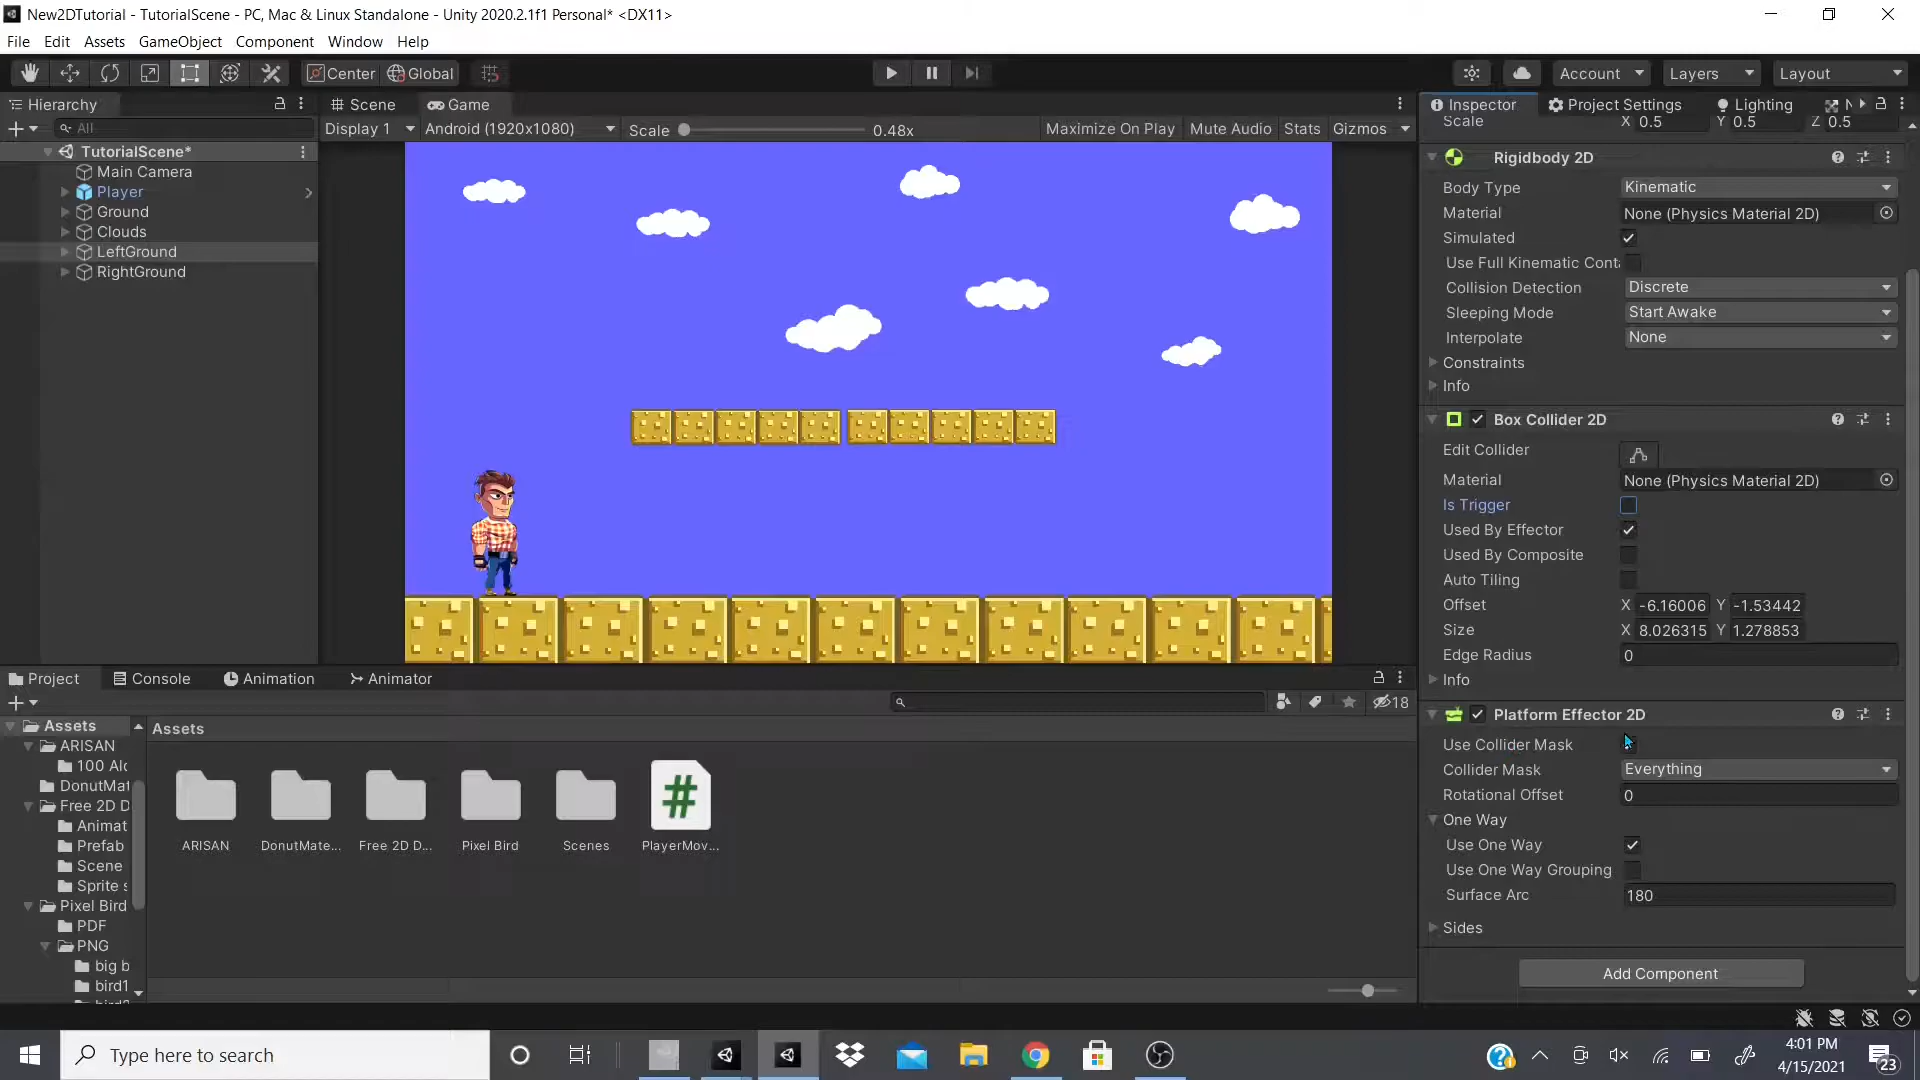 New2DTutorial - TutorialScene - PC, Mac & Linux Standalone - Unity 2020.2.1f1 Personal* <DX11>
File Edit Assets GameObject Component Window Help
Center Global Account Layers Layout
Hierarchy
All
TutorialScene*
Main Camera
Player
Ground
Clouds
LeftGround
RightGround
Scene Game
Display 1 Android (1920x1080) Scale 0.48x Maximize On Play Mute Audio Stats Gizmos
Inspector Project Settings Lighting
Scale X 0.5 Y 0.5 Z 0.5
Rigidbody 2D
Body Type Kinematic
Material None (Physics Material 2D)
Simulated
Use Full Kinematic Cont
Collision Detection Discrete
Sleeping Mode Start Awake
Interpolate None
Constraints
Info
Box Collider 2D
Edit Collider
Material None (Physics Material 2D)
Is Trigger
Used By Effector
Used By Composite
Auto Tiling
Offset X -6.16006 Y -1.53442
Size X 8.026315 Y 1.278853
Edge Radius 0
Info
Platform Effector 2D
Use Collider Mask
Collider Mask Everything
Rotational Offset 0
One Way
Use One Way
Use One Way Grouping
Surface Arc 180
Sides
Add Component
Project Console Animation Animator
18
Assets
ARISAN
100 Alc
DonutMat
Free 2D D
Animat
Prefab
Scene
Sprite s
Pixel Bird
PDF
PNG
big b
bird1
Assets
ARISAN DonutMate... Free 2D D... Pixel Bird Scenes PlayerMov...
Type here to search
4:01 PM
4/15/2021
23